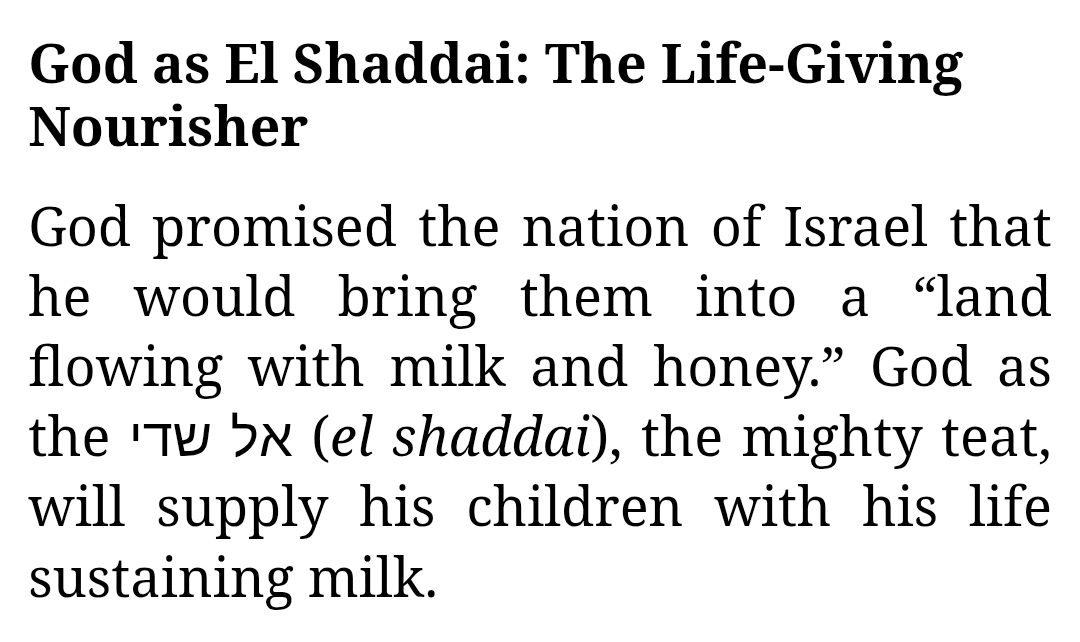 God as El Shaddai: The Life-Giving
Nourisher
God promised the nation of Israel that
he would bring them into a “land
flowing with milk and honey.” God as
the אל שדי (el shaddai), the mighty teat,
will supply his children with his life
sustaining milk.